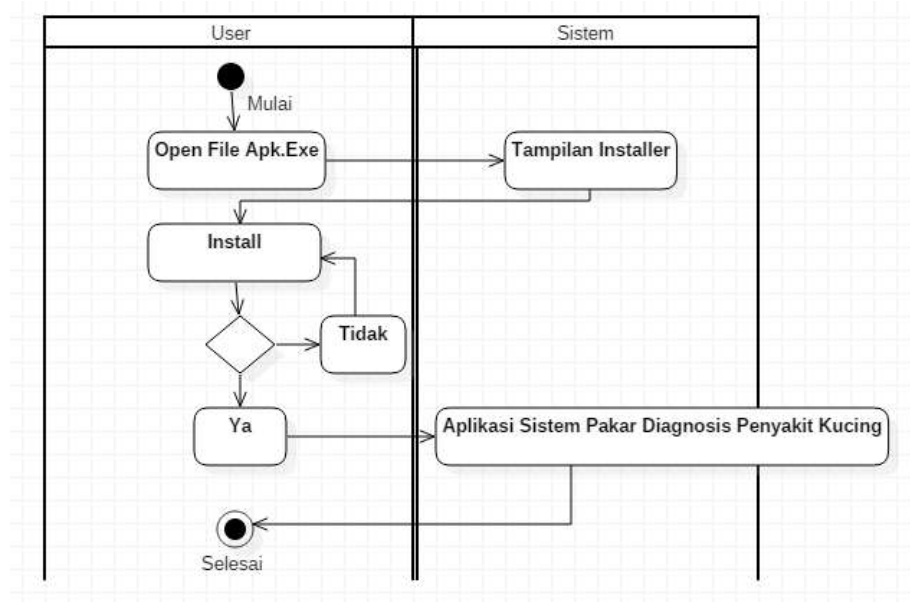 User
Sistem
Mulai
Open File Apk.Exe
Tampilan Installer
Install
Tidak
Ya
Aplikasi Sistem Pakar Diagnosis Penyakit Kucing
Selesai